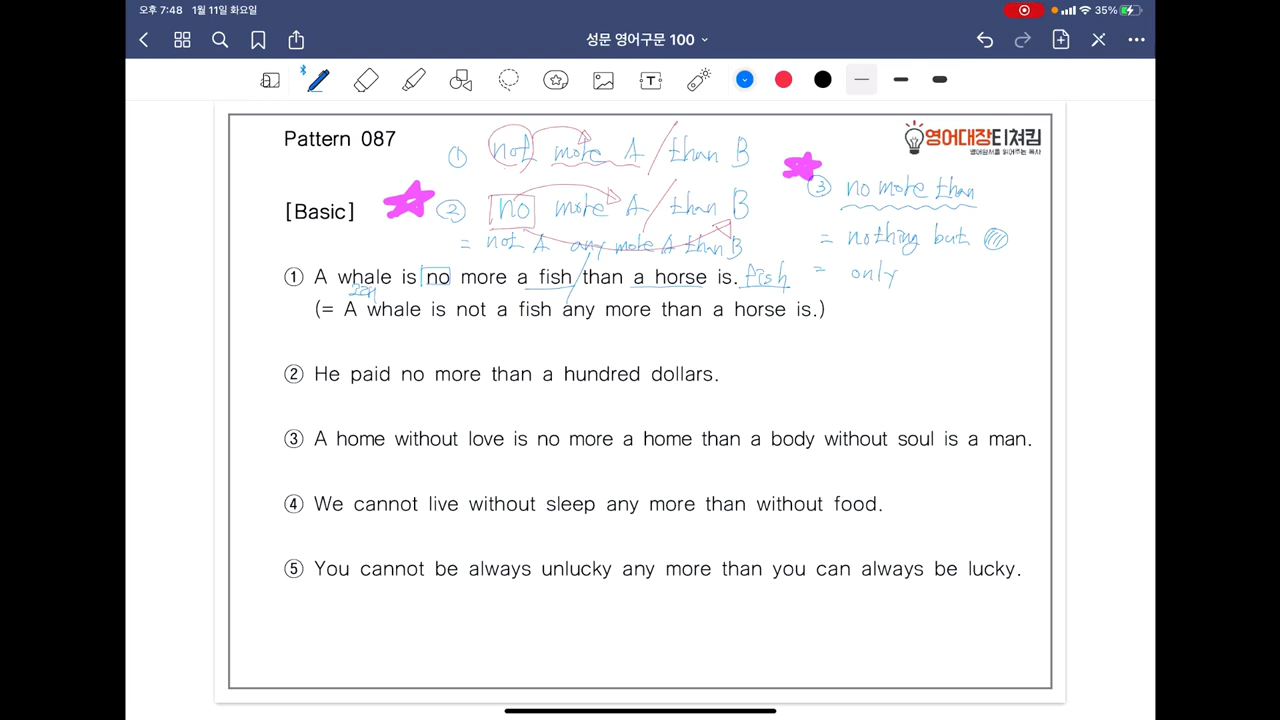 오후 7:48 1월 11일 화요일
35%
성문 영어구문 100
T
Pattern 087
① not more A / than B
영어대장티쳐킴
③ no more than
[Basic]
② no more A / than B
= not A any more A than B
= nothing but
① A whale is no more a fish than a horse is. fish
= only
(= A whale is not a fish any more than a horse is.)
② He paid no more than a hundred dollars.
③ A home without love is no more a home than a body without soul is a man.
④ We cannot live without sleep any more than without food.
⑤ You cannot be always unlucky any more than you can always be lucky.